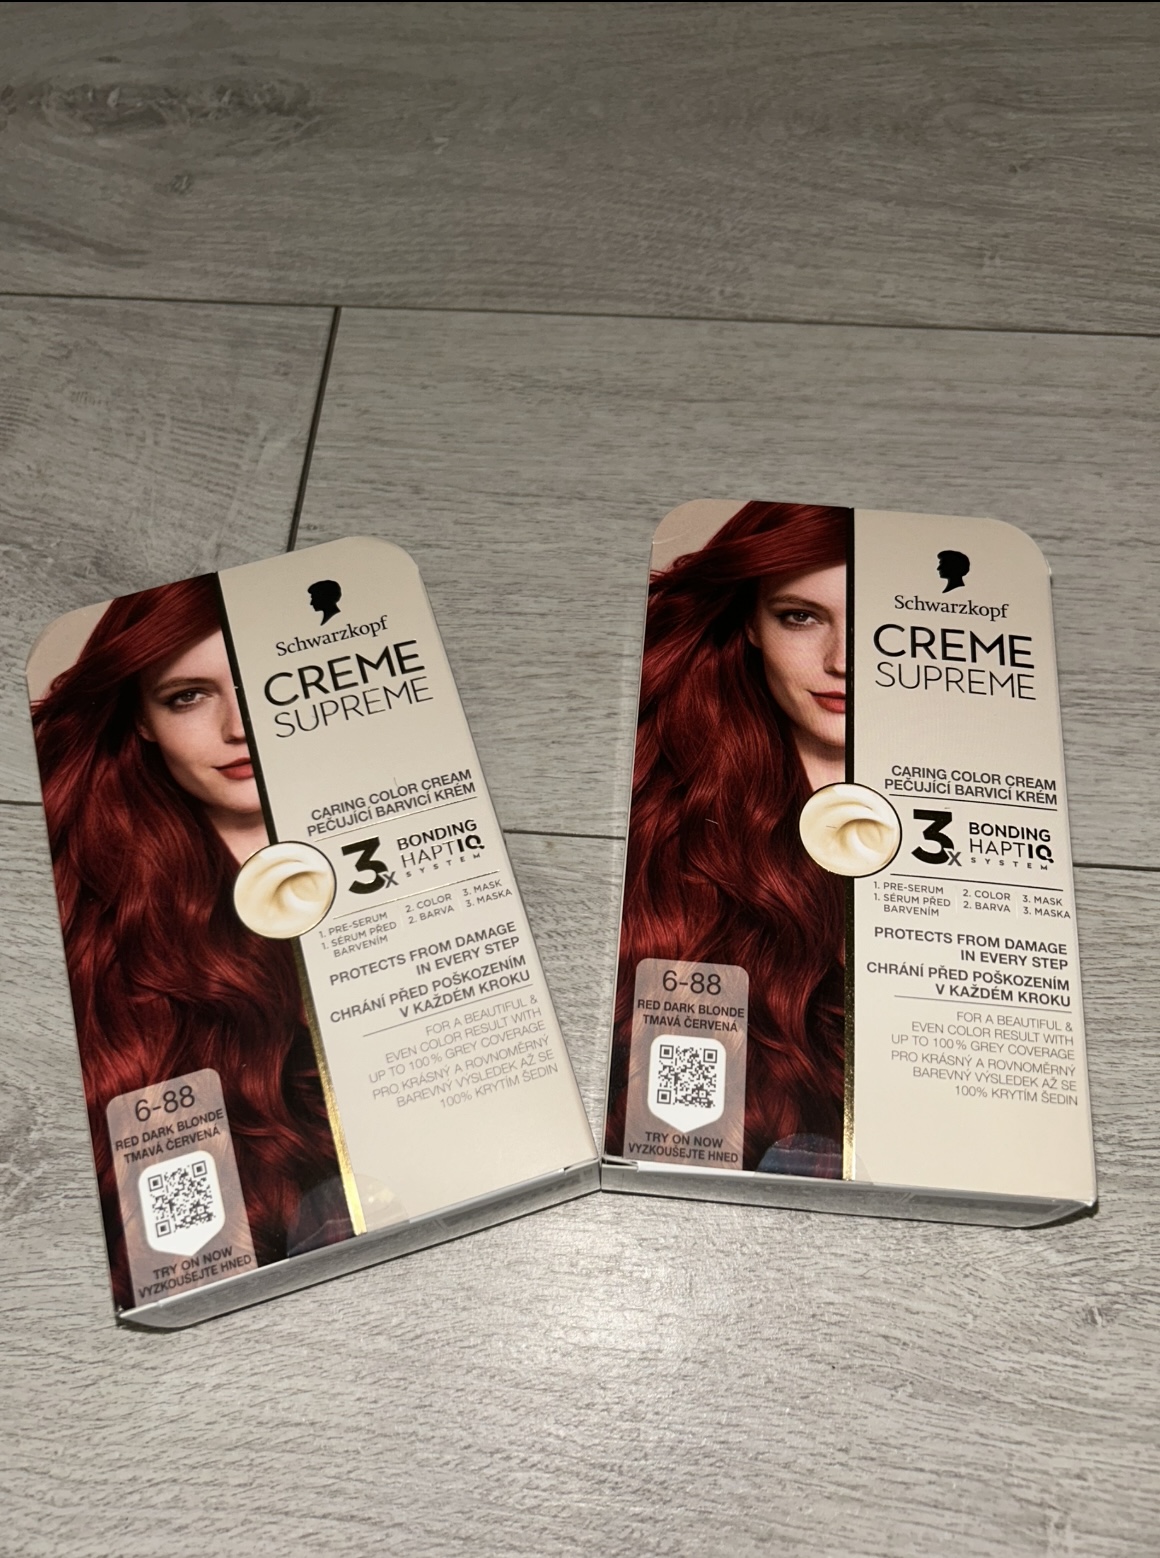 Schwarzkopf
CREME
SUPREME
CARING COLOR CREAM
PEČUJÍCÍ BARVICÍ KRÉM
3x
BONDING
HAPTIQ
SYSTEM
1. PRE-SERUM
1. SÉRUM PŘED
BARVENÍM
2. COLOR
2. BARVA
3. MASK
3. MASKA
PROTECTS FROM DAMAGE
IN EVERY STEP
CHRÁNÍ PŘED POŠKOZENÍM
V KAŽDÉM KROKU
FOR A BEAUTIFUL &
EVEN COLOR RESULT WITH
UP TO 100% GREY COVERAGE
PRO KRÁSNÝ A ROVNOMĚRNÝ
BAREVNÝ VÝSLEDEK AŽ SE
100% KRYTÍM ŠEDIN
6-88
RED DARK BLONDE
TMAVÁ ČERVENÁ
TRY ON NOW
VYZKOUŠEJTE HNED
Schwarzkopf
CREME
SUPREME
CARING COLOR CREAM
PEČUJÍCÍ BARVICÍ KRÉM
3x
BONDING
HAPTIQ
SYSTEM
1. PRE-SERUM
1. SÉRUM PŘED
BARVENÍM
2. COLOR
2. BARVA
3. MASK
3. MASKA
PROTECTS FROM DAMAGE
IN EVERY STEP
CHRÁNÍ PŘED POŠKOZENÍM
V KAŽDÉM KROKU
FOR A BEAUTIFUL &
EVEN COLOR RESULT WITH
UP TO 100% GREY COVERAGE
PRO KRÁSNÝ A ROVNOMĚRNÝ
BAREVNÝ VÝSLEDEK AŽ SE
100% KRYTÍM ŠEDIN
6-88
RED DARK BLONDE
TMAVÁ ČERVENÁ
TRY ON NOW
VYZKOUŠEJTE HNED